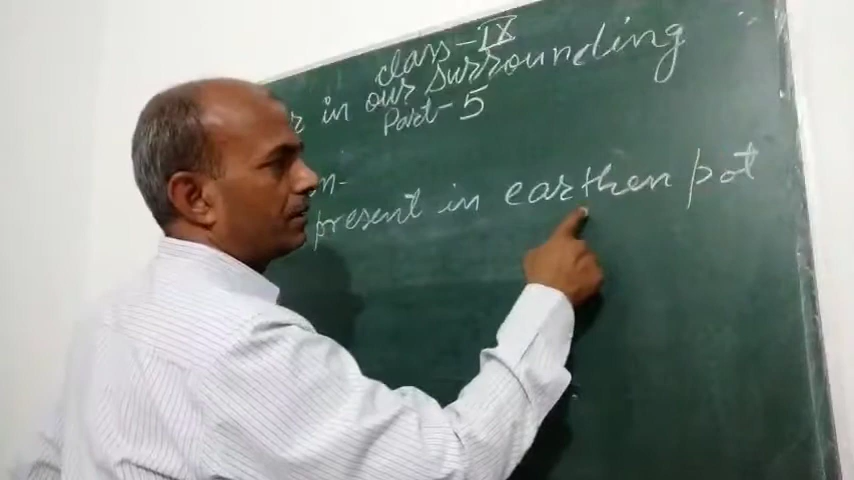 class-IX
in our surrounding
Part-5
present in earthen pot